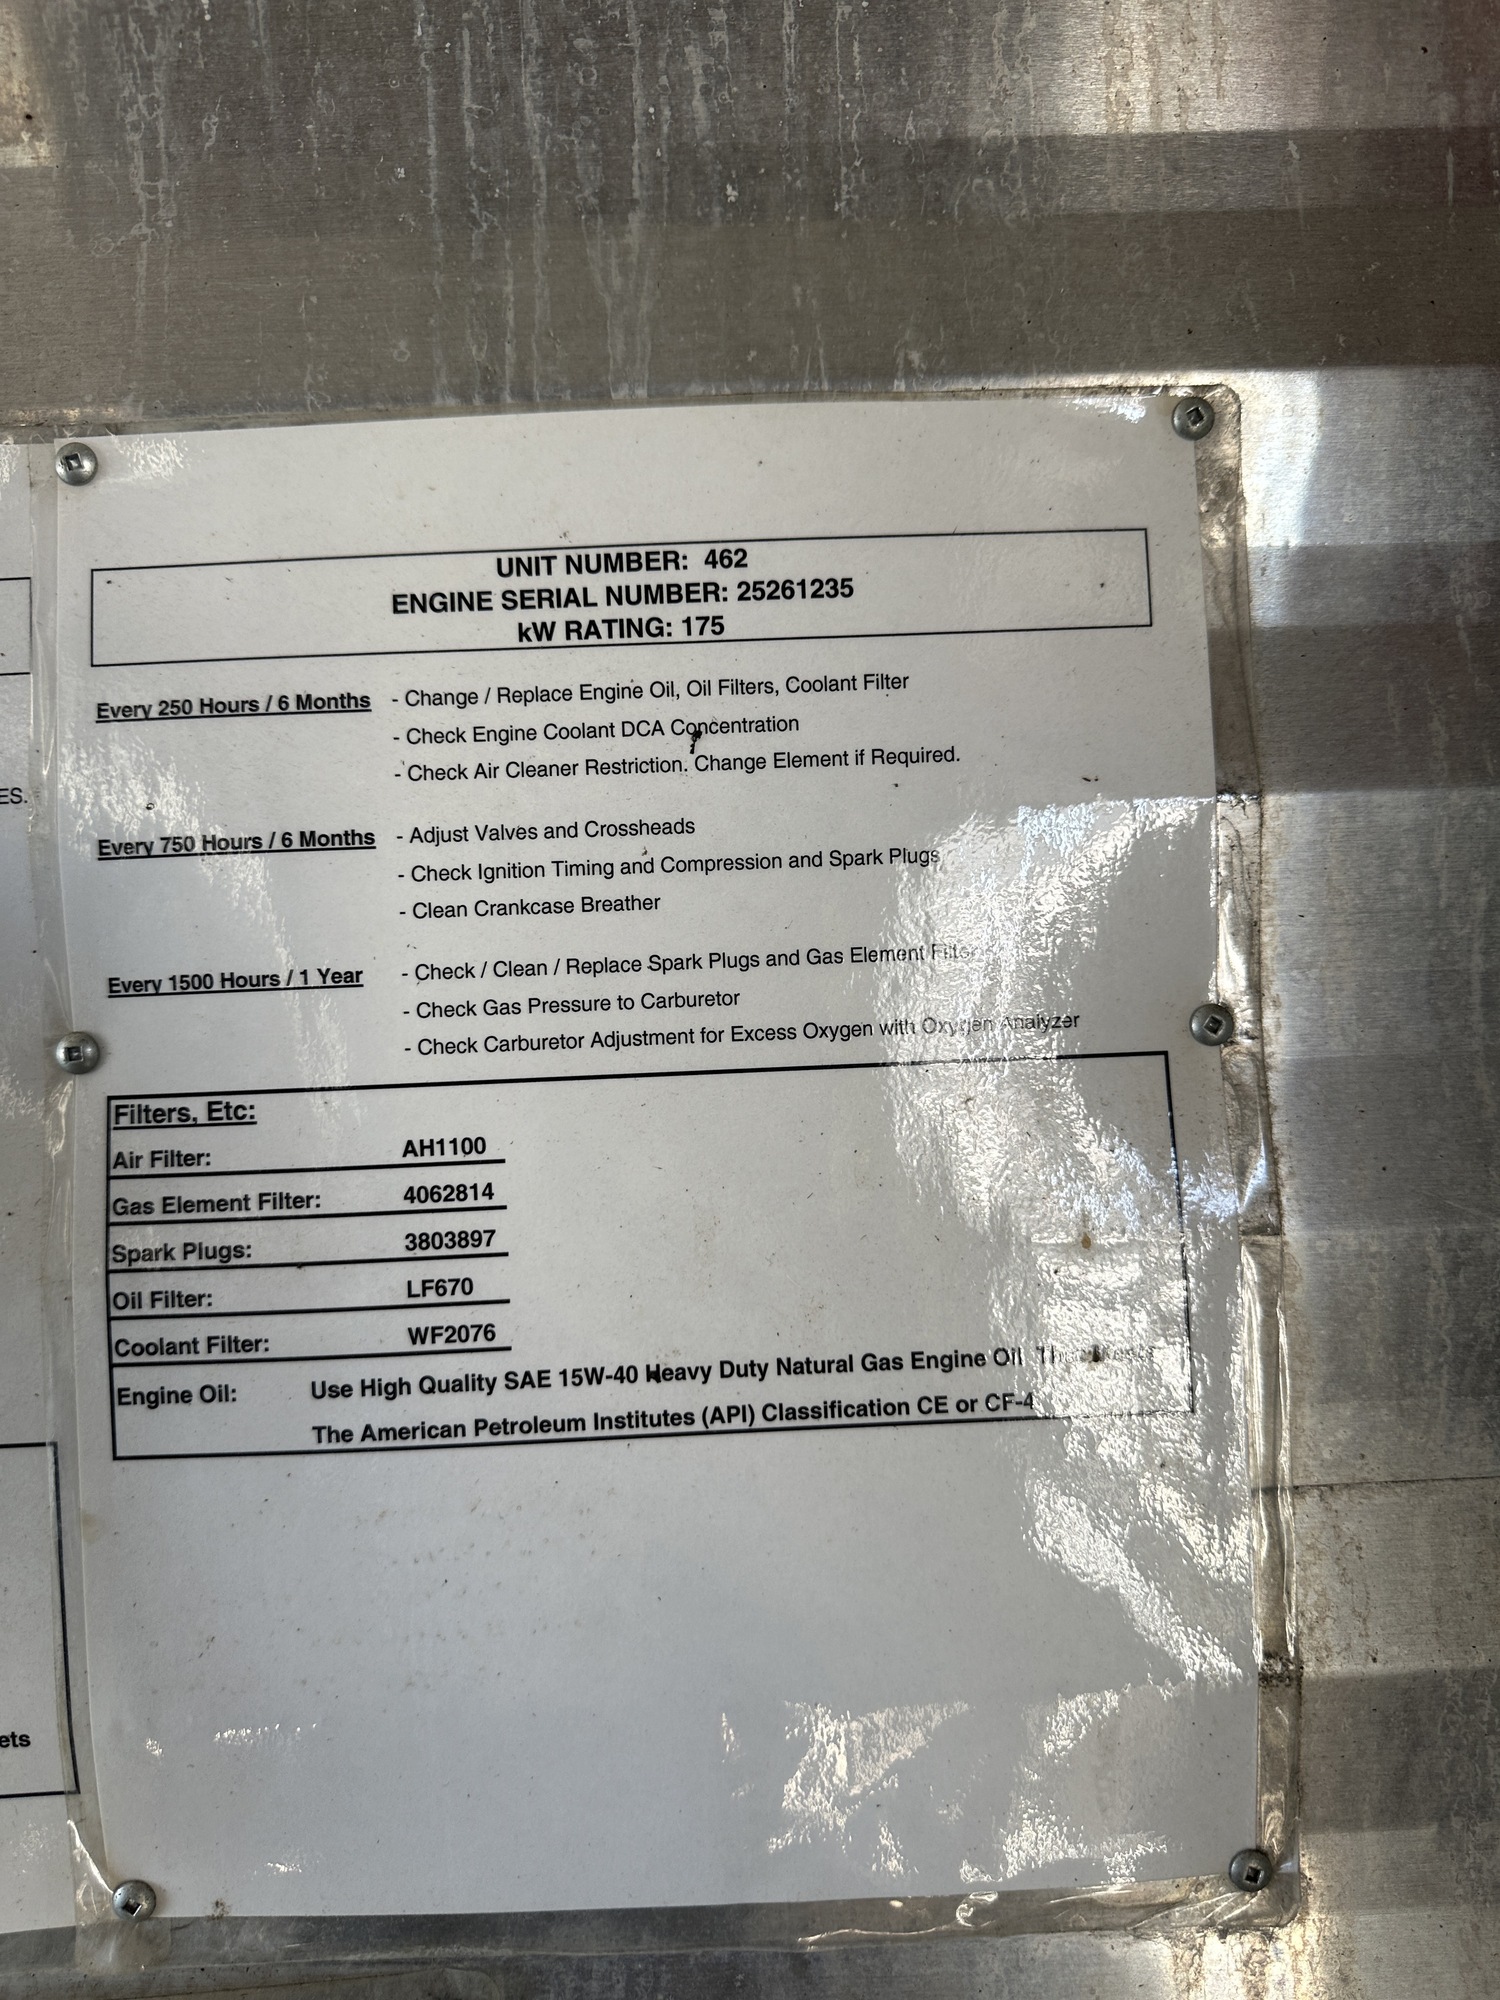 UNIT NUMBER: 462
ENGINE SERIAL NUMBER: 25261235
kW RATING: 175
Every 250 Hours / 6 Months - Change / Replace Engine Oil, Oil Filters, Coolant Filter
- Check Engine Coolant DCA Concentration
- Check Air Cleaner Restriction. Change Element if Required.
ES.
Every 750 Hours / 6 Months - Adjust Valves and Crossheads
- Check Ignition Timing and Compression and Spark Plugs
- Clean Crankcase Breather
Every 1500 Hours / 1 Year - Check / Clean / Replace Spark Plugs and Gas Element
- Check Gas Pressure to Carburetor
- Check Carburetor Adjustment for Excess Oxygen with Oxygen Analyzer
Filters, Etc:
Air Filter: AH1100
Gas Element Filter: 4062814
Spark Plugs: 3803897
Oil Filter: LF670
Coolant Filter: WF2076
Engine Oil: Use High Quality SAE 15W-40 Heavy Duty Natural Gas Engine Oil
The American Petroleum Institutes (API) Classification CE or CF-4
ets